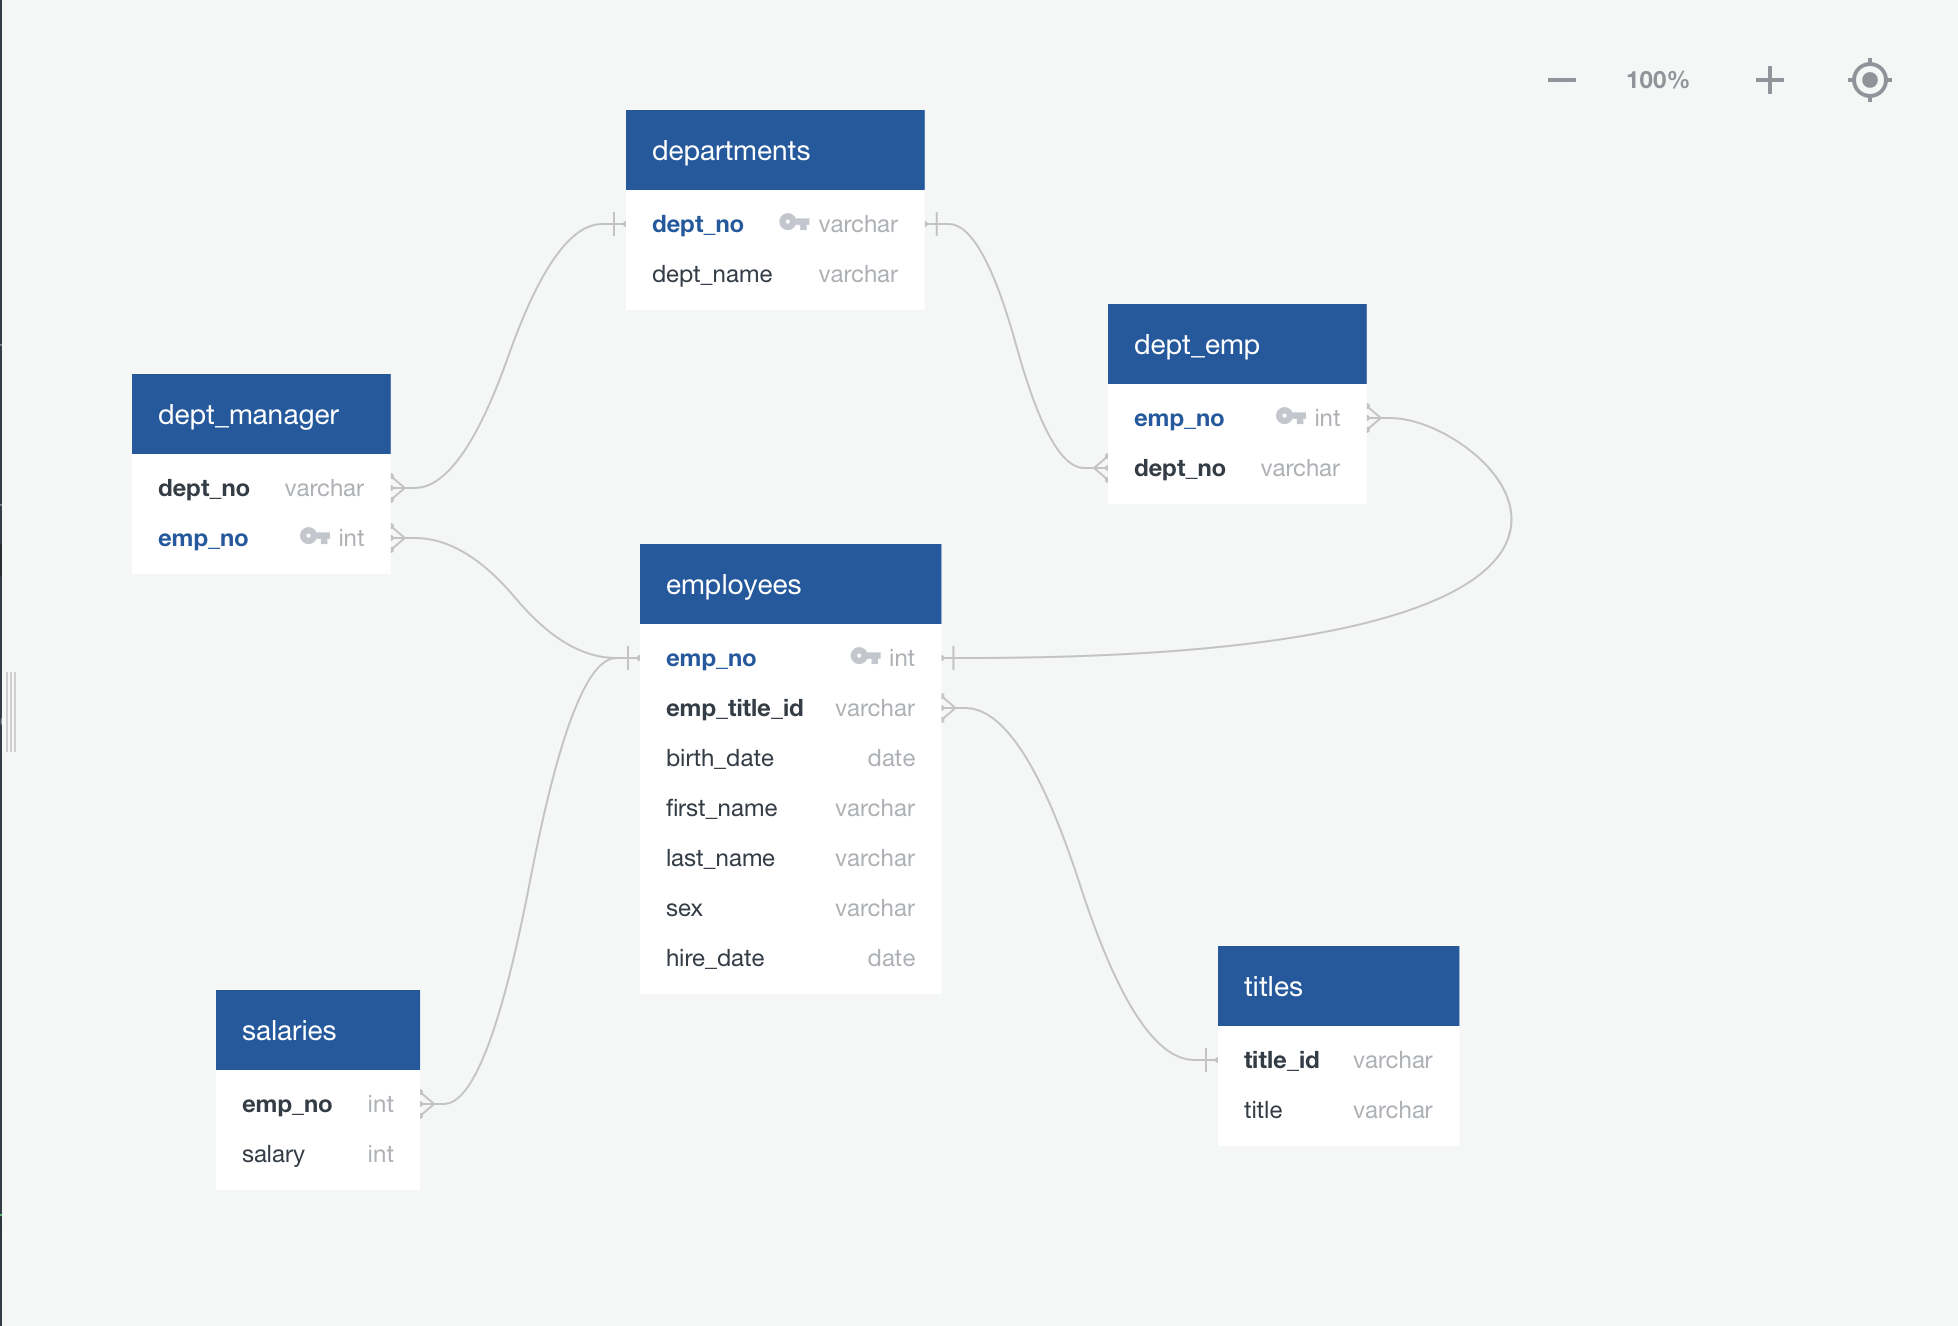 100%
departments
dept_no varchar
dept_name varchar
dept_emp
emp_no int
dept_no varchar
dept_manager
dept_no varchar
emp_no int
employees
emp_no int
emp_title_id varchar
birth_date date
first_name varchar
last_name varchar
sex varchar
hire_date date
titles
title_id varchar
title varchar
salaries
emp_no int
salary int